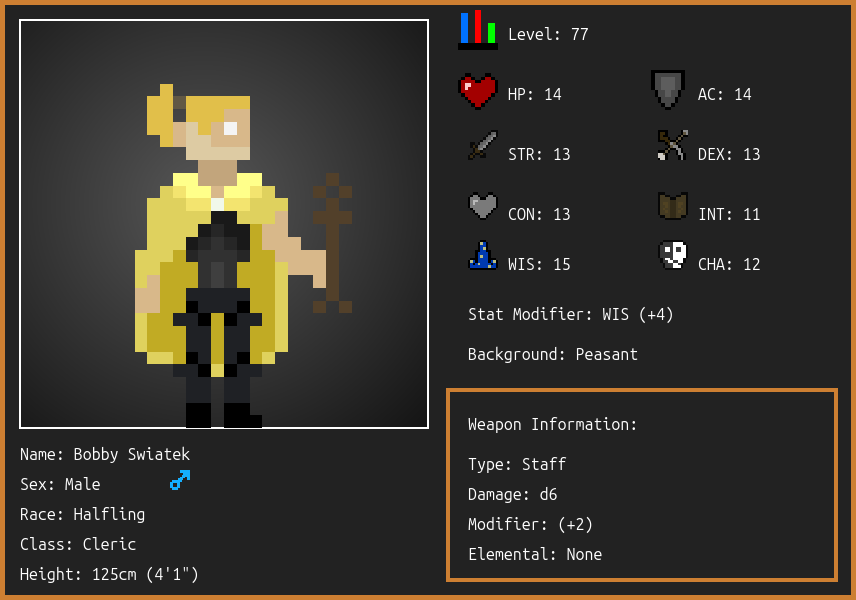 Level: 77
HP: 14
AC: 14
STR: 13
DEX: 13
CON: 13
INT: 11
WIS: 15
CHA: 12
Stat Modifier: WIS (+4)
Background: Peasant
Weapon Information:
Type: Staff
Damage: d6
Modifier: (+2)
Elemental: None
Name: Bobby Swiatek
Sex: Male
Race: Halfling
Class: Cleric
Height: 125cm (4'1")